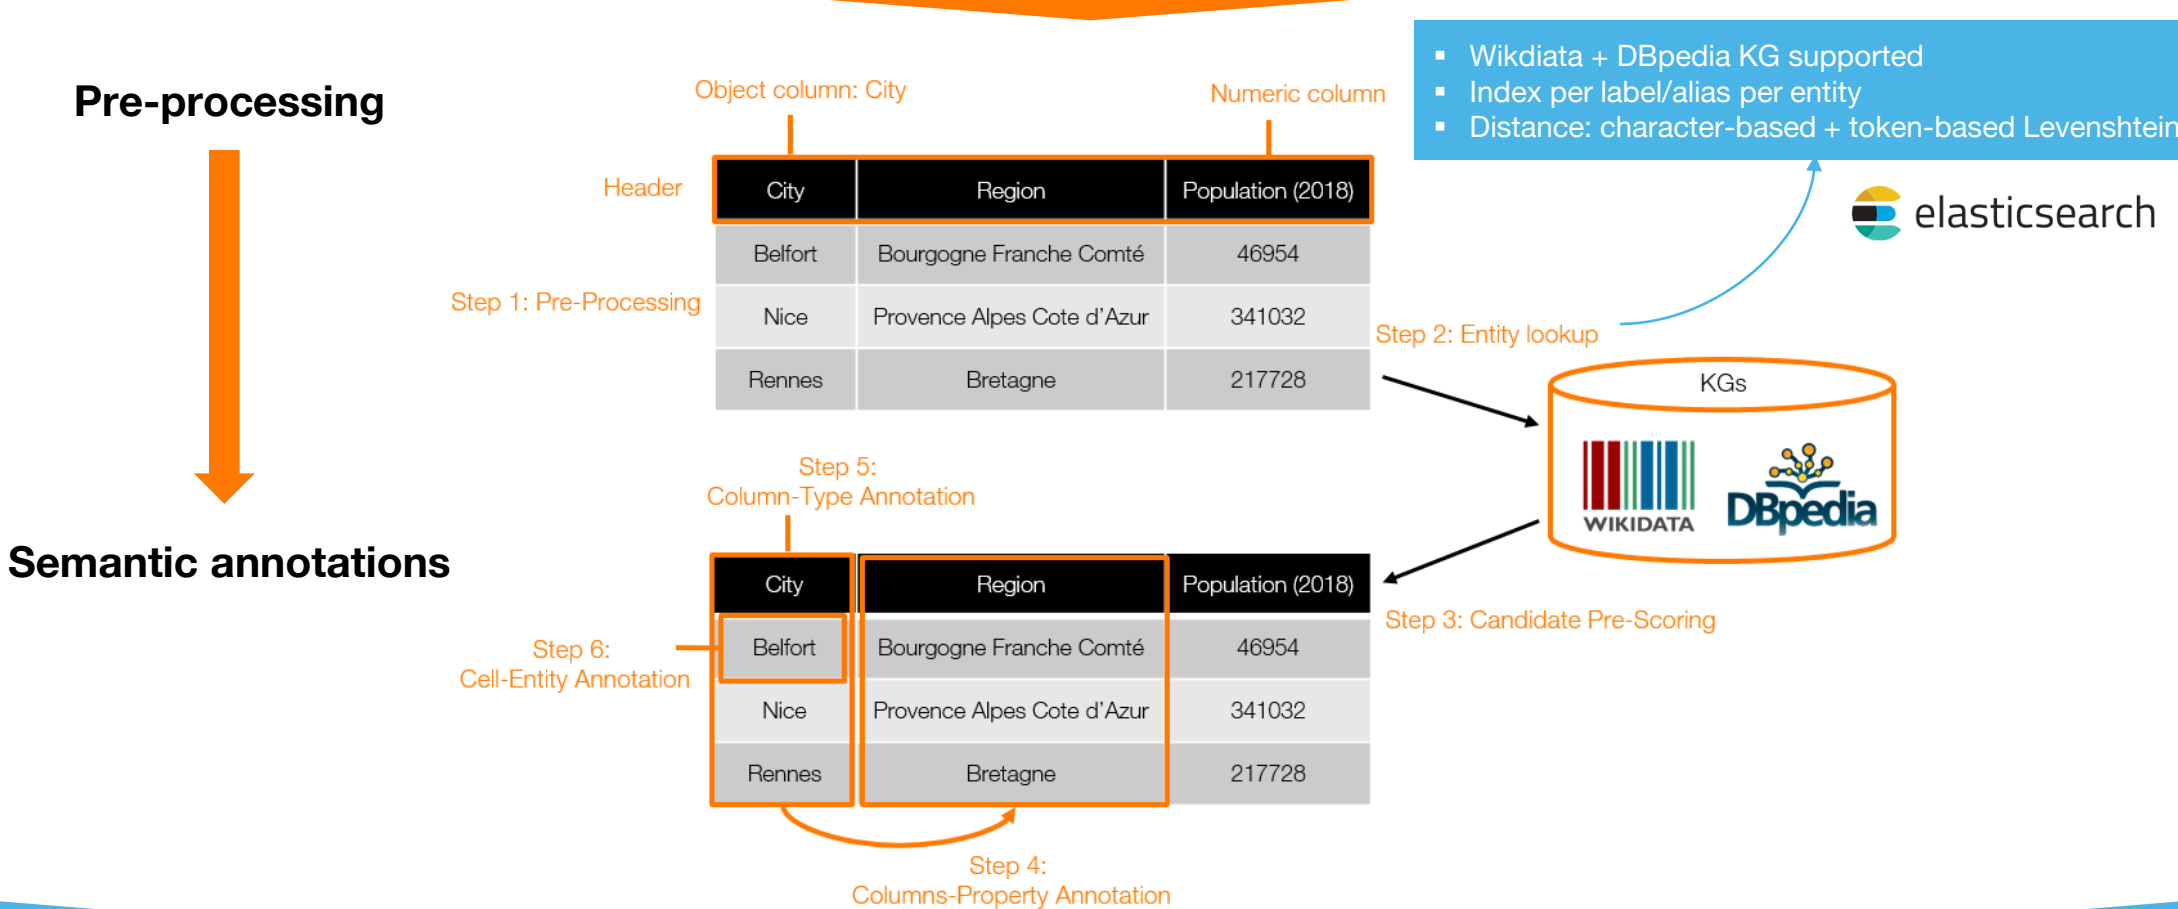 Pre-processing
Semantic annotations
▪ Wikdiata + DBpedia KG supported
▪ Index per label/alias per entity
▪ Distance: character-based + token-based Levenshtein
elasticsearch
Object column: City
Numeric column
Header
City Region Population (2018)
Belfort Bourgogne Franche Comté 46954
Step 1: Pre-Processing
Nice Provence Alpes Cote d'Azur 341032
Rennes Bretagne 217728
Step 2: Entity lookup
KGs
WIKIDATA
DBpedia
Step 3: Candidate Pre-Scoring
Step 5:
Column-Type Annotation
City Region Population (2018)
Belfort Bourgogne Franche Comté 46954
Nice Provence Alpes Cote d'Azur 341032
Rennes Bretagne 217728
Step 6:
Cell-Entity Annotation
Step 4:
Columns-Property Annotation